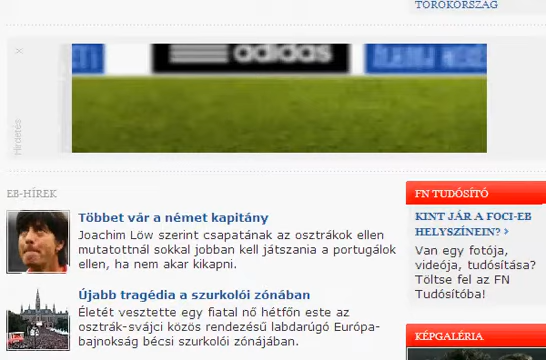 TÖRÖKORSZÁG
adidas
Hirdetés
EB-HÍREK
Többet vár a német kapitány
Joachim Löw szerint csapatának az osztrákok ellen
mutatottnál sokkal jobban kell játszania a portugálok
ellen, ha nem akar kikapni.
Újabb tragédia a szurkolói zónában
Életét vesztette egy fiatal nő hétfőn este az
osztrák-svájci közös rendezésű labdarúgó Európa-
bajnokság bécsi szurkolói zónájában.
FN TUDÓSÍTÓ
KINT JÁR A FOCI-EB
HELYSZÍNEIN? ›
Van egy fotója,
videója, tudósítása?
Töltse fel az FN
Tudósítóba!
KÉPGALÉRIA